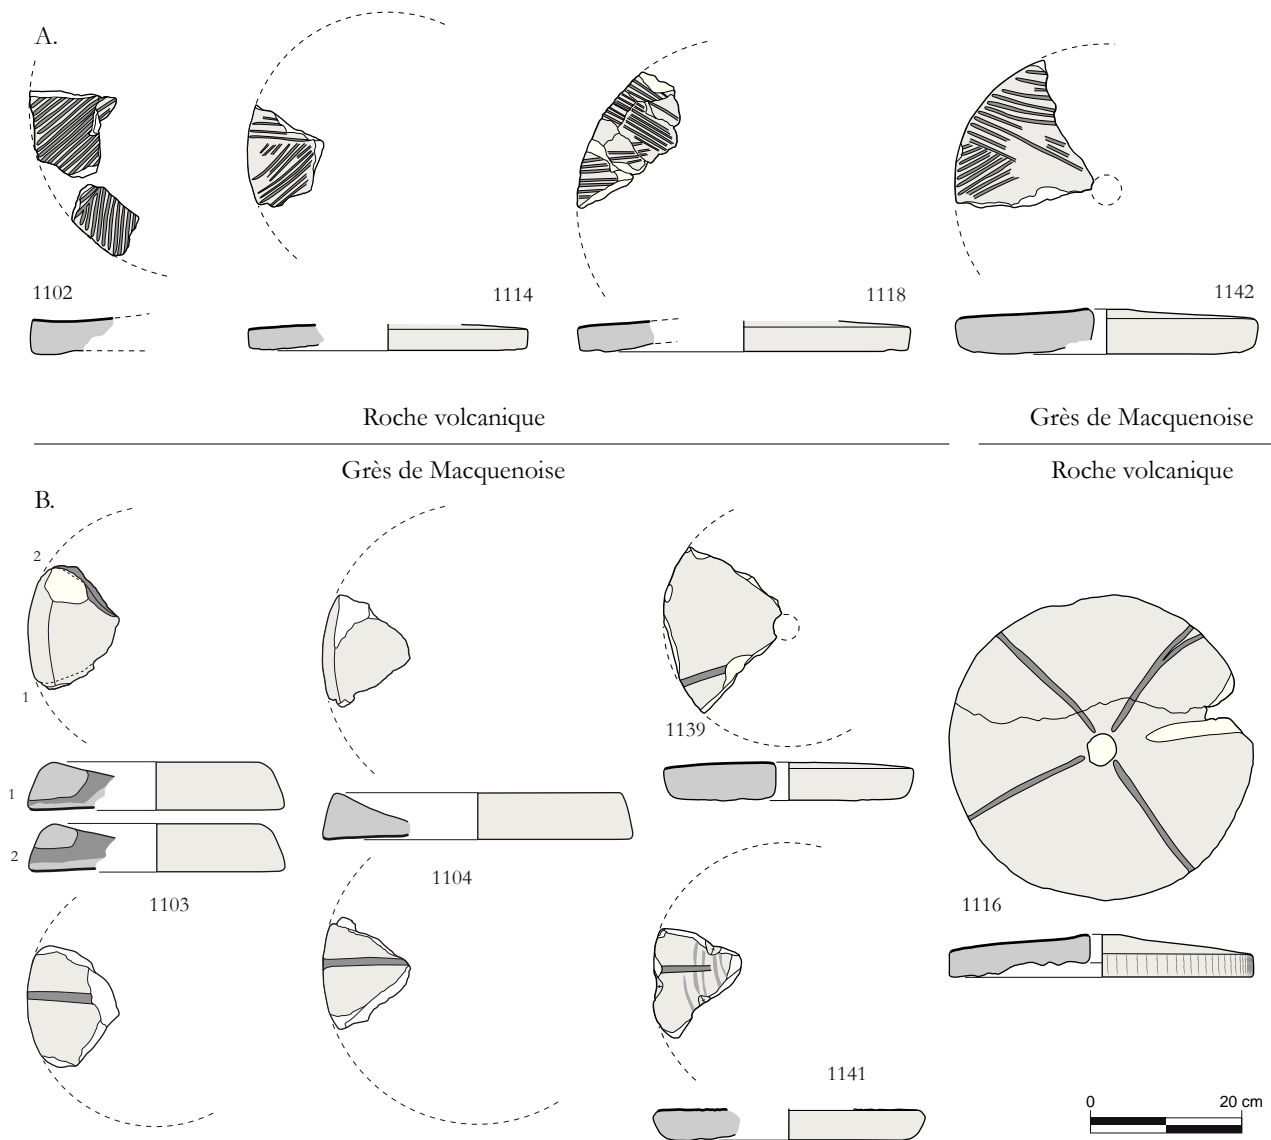 A.
1102
1114
1118
1142
Roche volcanique
Grès de Macquenoise
Grès de Macquenoise
Roche volcanique
B.
2
1
1139
1
1104
2
1103
1116
1141
0
20 cm